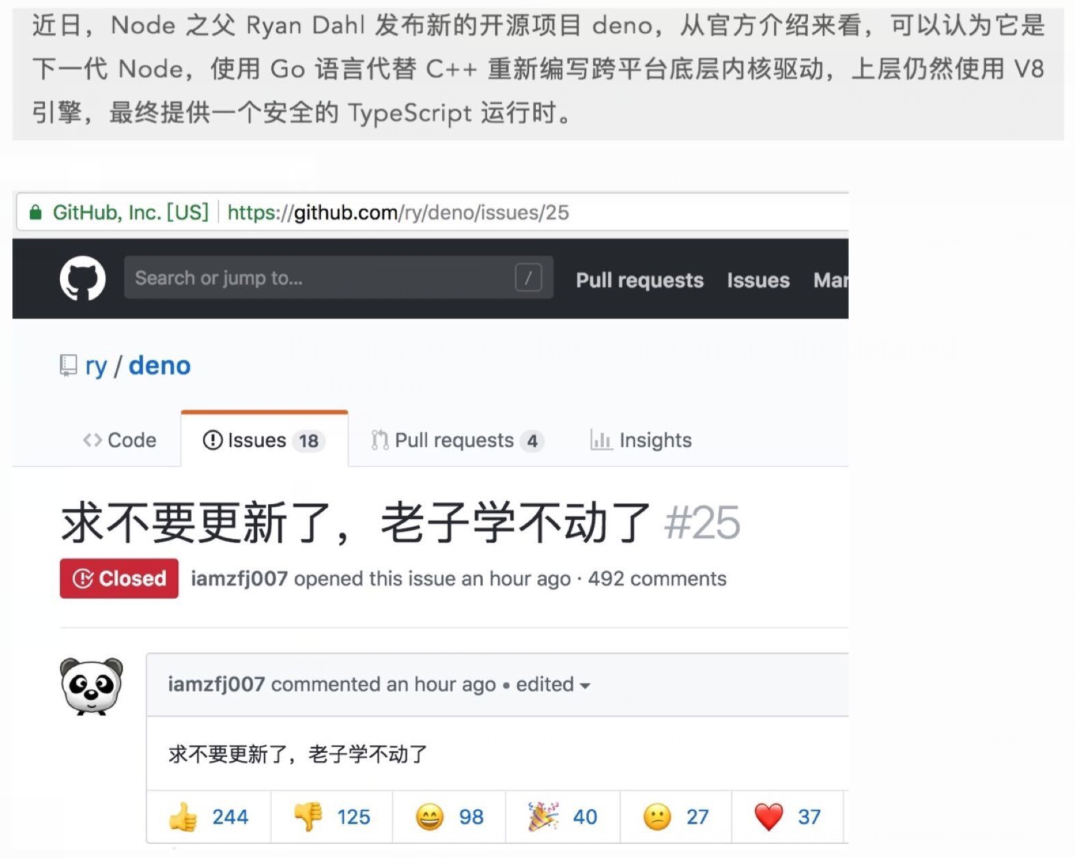 近日，Node 之父 Ryan Dahl 发布新的开源项目 deno，从官方介绍来看，可以认为它是
下一代 Node，使用 Go 语言代替 C++ 重新编写跨平台底层内核驱动，上层仍然使用 V8
引擎，最终提供一个安全的 TypeScript 运行时。
GitHub, Inc. [US] https://github.com/ry/deno/issues/25
Search or jump to... / Pull requests Issues Mar
ry / deno
Code Issues 18 Pull requests 4 Insights
求不要更新了，老子学不动了 #25
Closed iamzfj007 opened this issue an hour ago · 492 comments
iamzfj007 commented an hour ago • edited
求不要更新了，老子学不动了
244 125 98 40 27 37